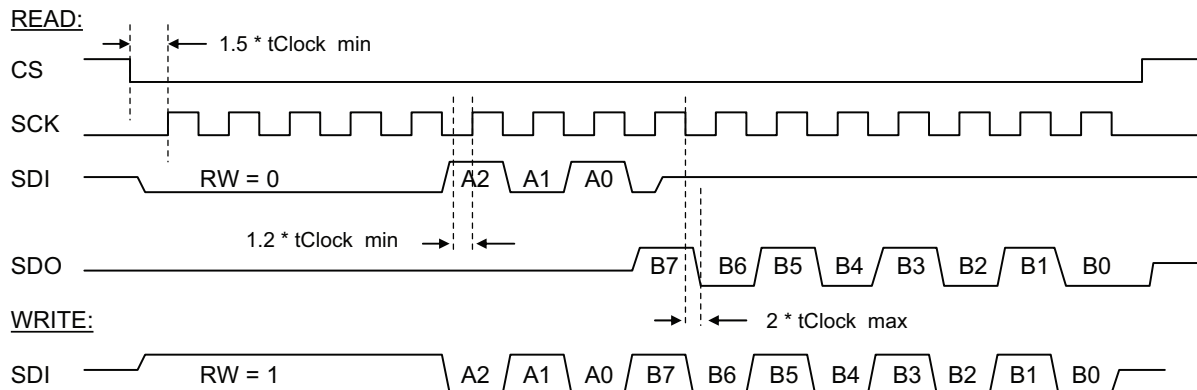 READ:
1.5 * tClock min
CS
SCK
SDI RW = 0 A2 A1 A0
1.2 * tClock min
SDO B7 B6 B5 B4 B3 B2 B1 B0
WRITE: 2 * tClock max
SDI RW = 1 A2 A1 A0 B7 B6 B5 B4 B3 B2 B1 B0